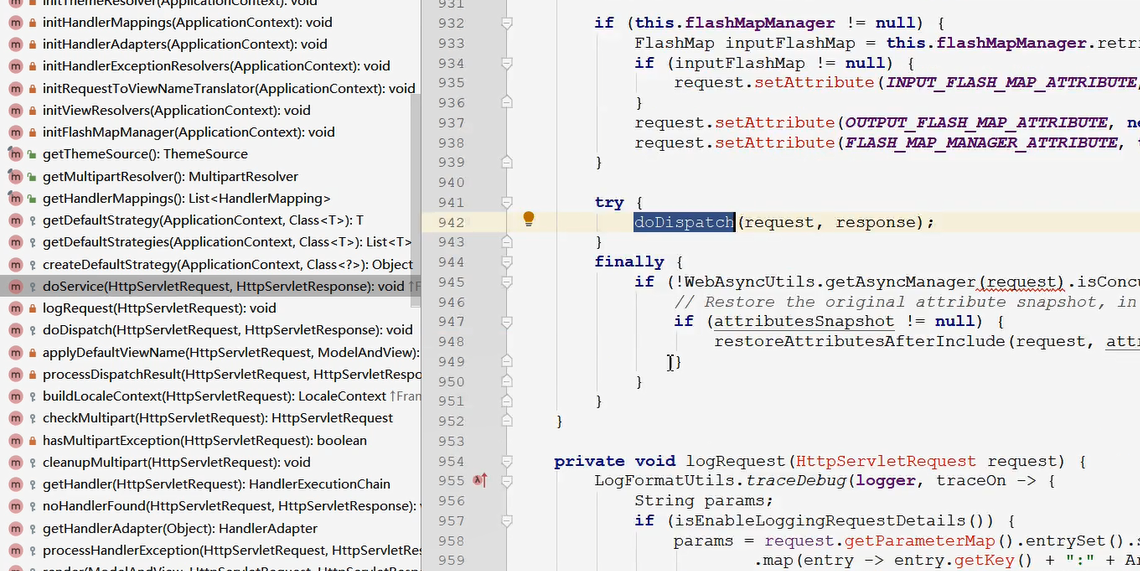 initThemeResolver(ApplicationContext): void
initHandlerMappings(ApplicationContext): void
initHandlerAdapters(ApplicationContext): void
initHandlerExceptionResolvers(ApplicationContext): void
initRequestToViewNameTranslator(ApplicationContext): void
initViewResolvers(ApplicationContext): void
initFlashMapManager(ApplicationContext): void
getThemeSource(): ThemeSource
getMultipartResolver(): MultipartResolver
getHandlerMappings(): List<HandlerMapping>
getDefaultStrategy(ApplicationContext, Class<T>): T
getDefaultStrategies(ApplicationContext, Class<T>): List<T>
createDefaultStrategy(ApplicationContext, Class<?>): Object
doService(HttpServletRequest, HttpServletResponse): void ↑F
logRequest(HttpServletRequest): void
doDispatch(HttpServletRequest, HttpServletResponse): void
applyDefaultViewName(HttpServletRequest, ModelAndView):
processDispatchResult(HttpServletRequest, HttpServletRespo
buildLocaleContext(HttpServletRequest): LocaleContext ↑Fran
checkMultipart(HttpServletRequest): HttpServletRequest
hasMultipartException(HttpServletRequest): boolean
cleanupMultipart(HttpServletRequest): void
getHandler(HttpServletRequest): HandlerExecutionChain
noHandlerFound(HttpServletRequest, HttpServletResponse):
getHandlerAdapter(Object): HandlerAdapter
processHandlerException(HttpServletRequest, HttpServletRes
931
932 if (this.flashMapManager != null) {
933 FlashMap inputFlashMap = this.flashMapManager.retri
934 if (inputFlashMap != null) {
935 request.setAttribute(INPUT_FLASH_MAP_ATTRIBUTE,
936 }
937 request.setAttribute(OUTPUT_FLASH_MAP_ATTRIBUTE, ne
938 request.setAttribute(FLASH_MAP_MANAGER_ATTRIBUTE, t
939 }
940
941 try {
942 doDispatch(request, response);
943 }
944 finally {
945 if (!WebAsyncUtils.getAsyncManager(request).isConcu
946 // Restore the original attribute snapshot, in
947 if (attributesSnapshot != null) {
948 restoreAttributesAfterInclude(request, attr
949 }
950 }
951 }
952 }
953
954 private void logRequest(HttpServletRequest request) {
955 LogFormatUtils.traceDebug(logger, traceOn -> {
956 String params;
957 if (isEnableLoggingRequestDetails()) {
958 params = request.getParameterMap().entrySet().s
959 .map(entry -> entry.getKey() + ":" + Ar